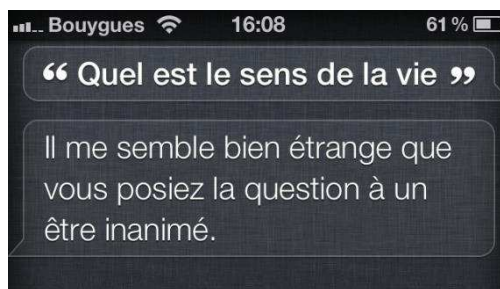 Bouygues 16:08 61 %
“ Quel est le sens de la vie ”
Il me semble bien étrange que
vous posiez la question à un
être inanimé.